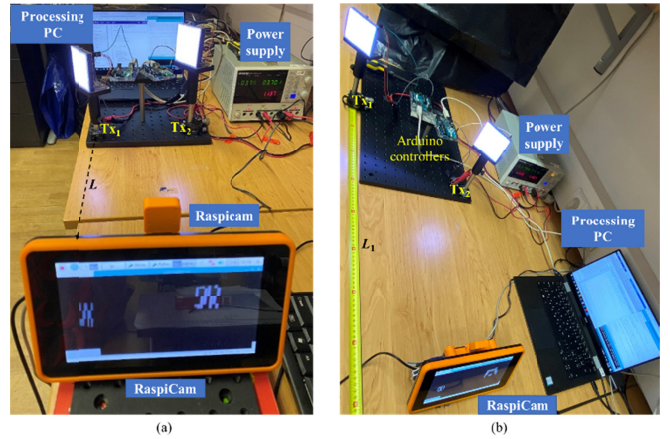 Processing
PC
Power
supply
Tx1
Tx2
L
Raspicam
RaspiCam
(a)
Tx1
Arduino
controllers
Power
supply
Tx2
Processing
PC
L1
RaspiCam
(b)